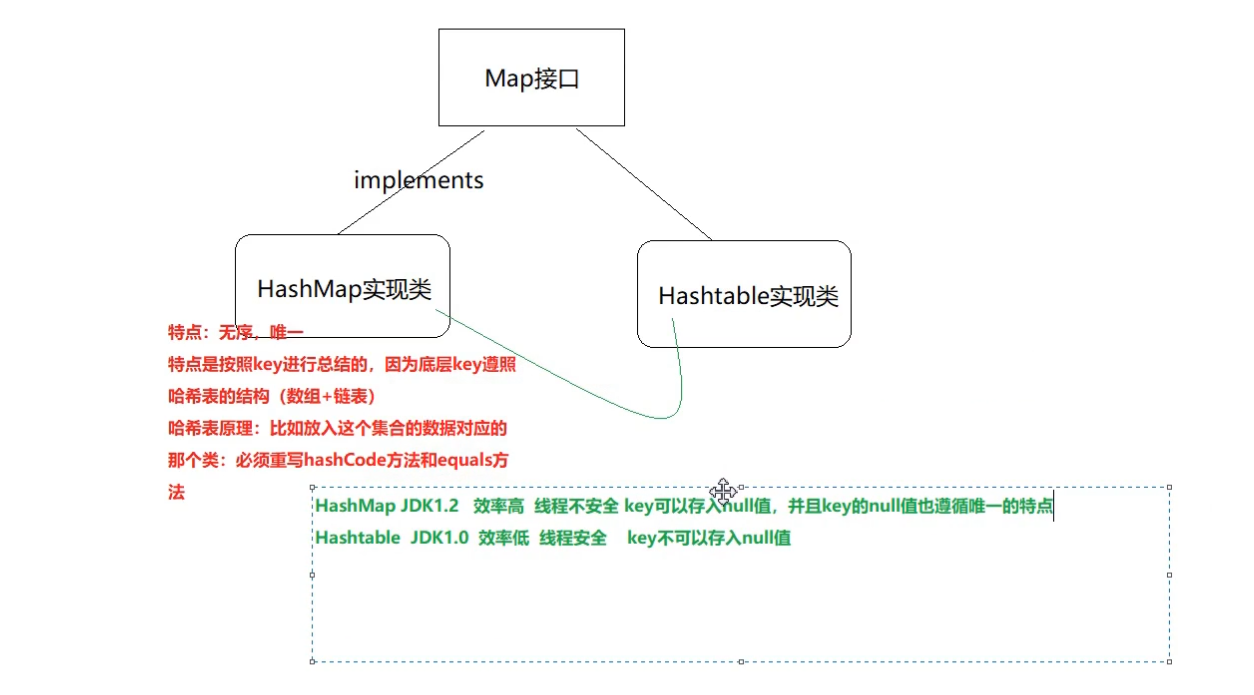 Map接口
implements
HashMap实现类
Hashtable实现类
特点：无序，唯一
特点是按照key进行总结的，因为底层key遵照
哈希表的结构（数组+链表）
哈希表原理：比如放入这个集合的数据对应的
那个类：必须重写hashCode方法和equals方
法
HashMap JDK1.2 效率高 线程不安全 key可以存入null值，并且key的null值也遵循唯一的特点
Hashtable JDK1.0 效率低 线程安全 key不可以存入null值